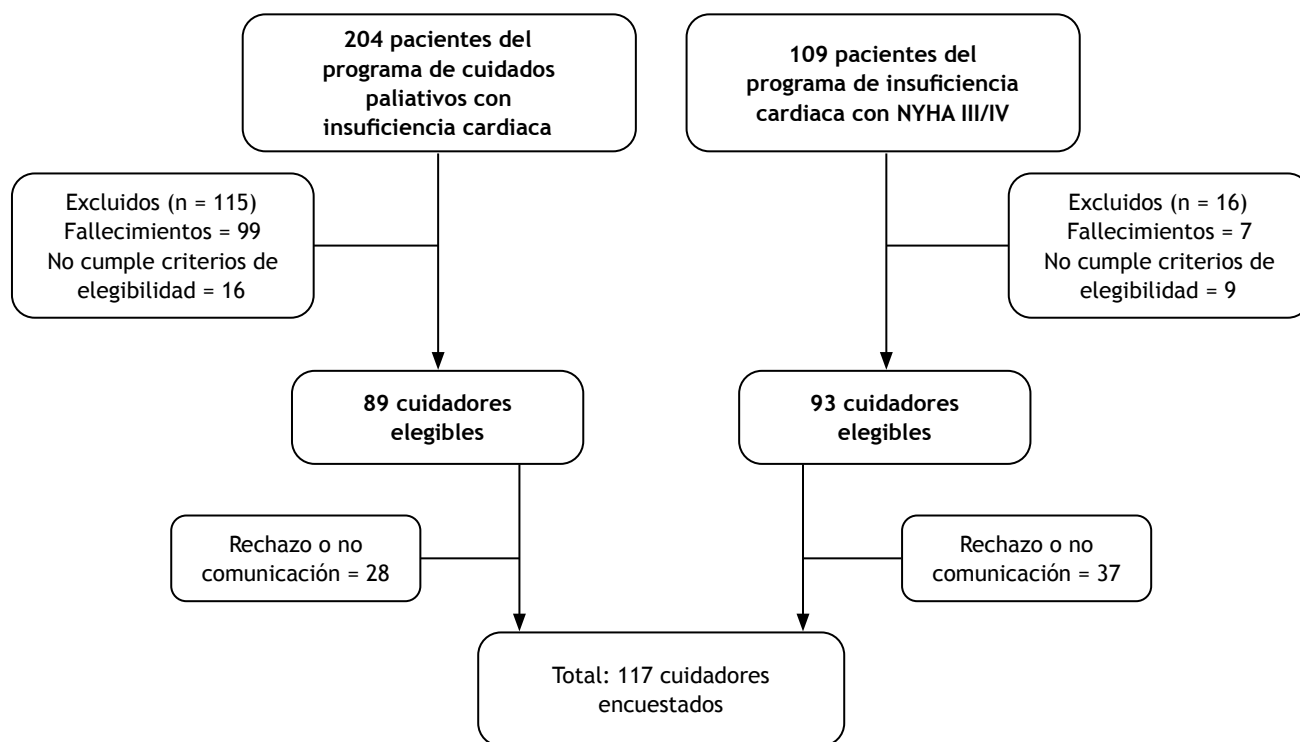 204 pacientes del
programa de cuidados
paliativos con
insuficiencia cardiaca
109 pacientes del
programa de insuficiencia
cardiaca con NYHA III/IV
Excluidos (n = 115)
Fallecimientos = 99
No cumple criterios de
elegibilidad = 16
Excluidos (n = 16)
Fallecimientos = 7
No cumple criterios de
elegibilidad = 9
89 cuidadores
elegibles
93 cuidadores
elegibles
Rechazo o no
comunicación = 28
Rechazo o no
comunicación = 37
Total: 117 cuidadores
encuestados